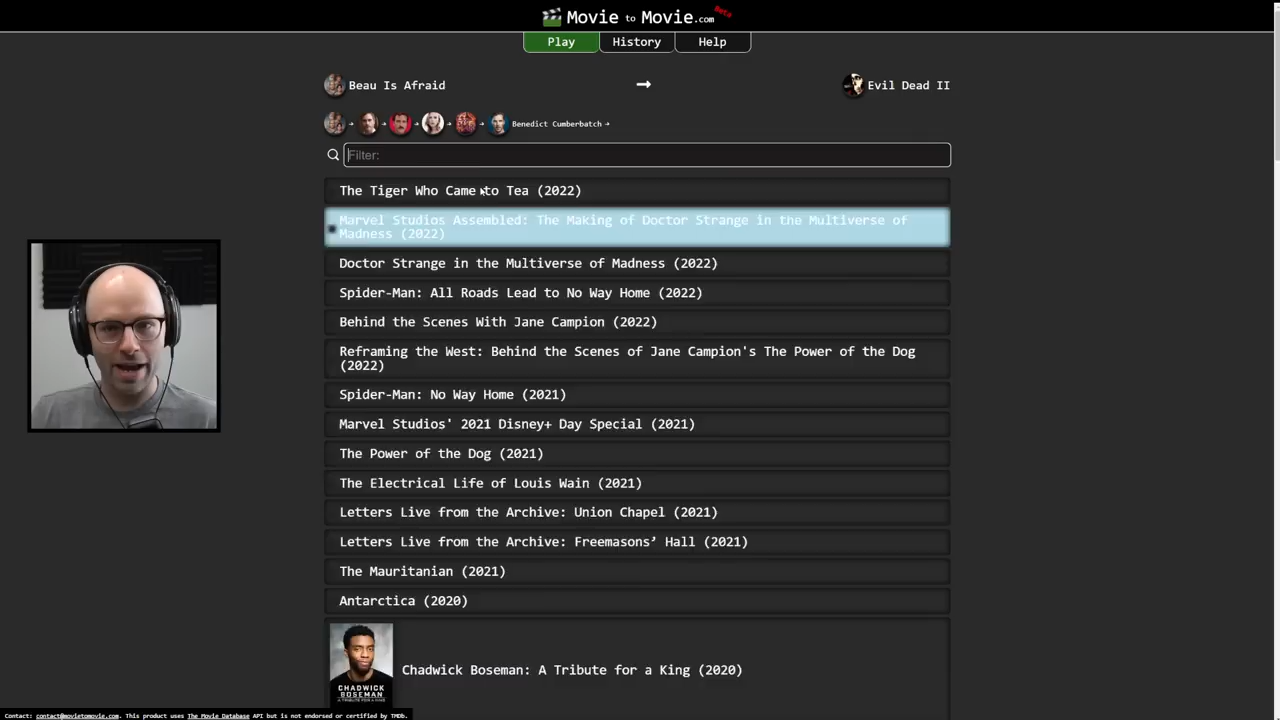 Movie to Movie.com Beta
Play History Help
Beau Is Afraid → Evil Dead II
Benedict Cumberbatch →
Filter:
The Tiger Who Came to Tea (2022)
Marvel Studios Assembled: The Making of Doctor Strange in the Multiverse of
Madness (2022)
Doctor Strange in the Multiverse of Madness (2022)
Spider-Man: All Roads Lead to No Way Home (2022)
Behind the Scenes With Jane Campion (2022)
Reframing the West: Behind the Scenes of Jane Campion's The Power of the Dog
(2022)
Spider-Man: No Way Home (2021)
Marvel Studios' 2021 Disney+ Day Special (2021)
The Power of the Dog (2021)
The Electrical Life of Louis Wain (2021)
Letters Live from the Archive: Union Chapel (2021)
Letters Live from the Archive: Freemasons’ Hall (2021)
The Mauritanian (2021)
Antarctica (2020)
Chadwick Boseman: A Tribute for a King (2020)
CHADWICK
BOSEMAN
A TRIBUTE FOR A KING
Contact: contact@movietomovie.com. This product uses The Movie Database API but is not endorsed or certified by TMDb.